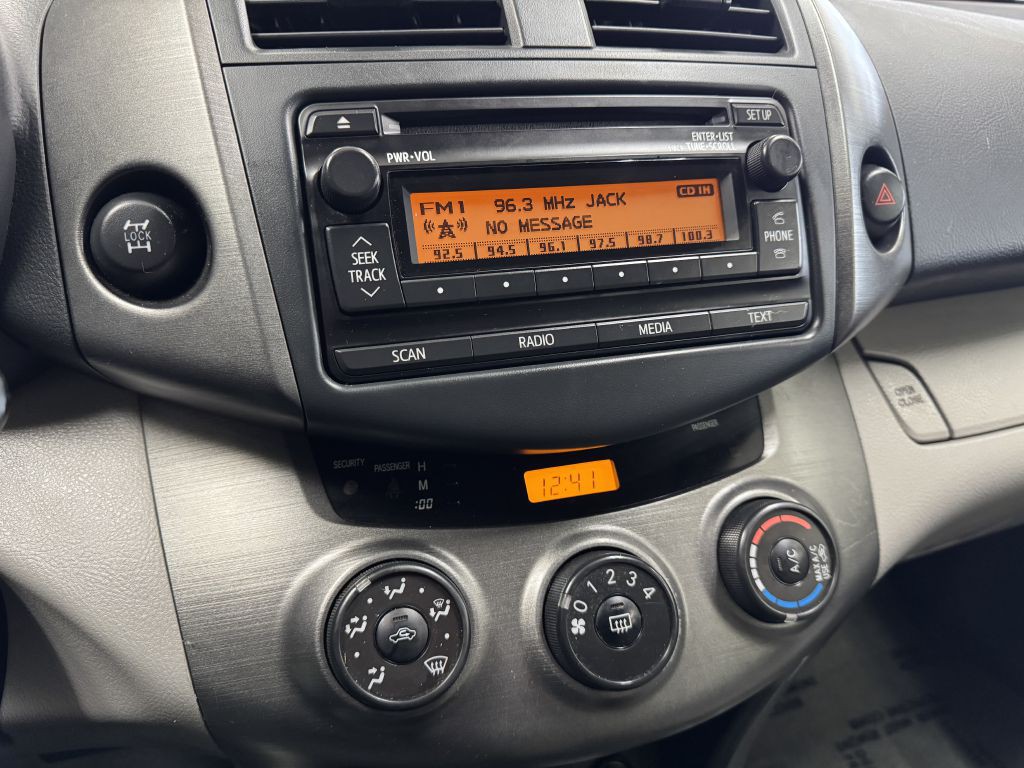 SET UP
PWR•VOL
ENTER•LIST
TUNE•SCROLL
FM1 96.3 MHz JACK
CD IN
NO MESSAGE
92.5 94.5 96.1 97.5 98.7 100.3
LOCK
SEEK
TRACK
PHONE
SCAN
RADIO
MEDIA
TEXT
OPEN
CLOSE
PASSENGER
SECURITY
PASSENGER
H
M
:00
12:41
0 1 2 3 4
A/C
MAX A/C
USE